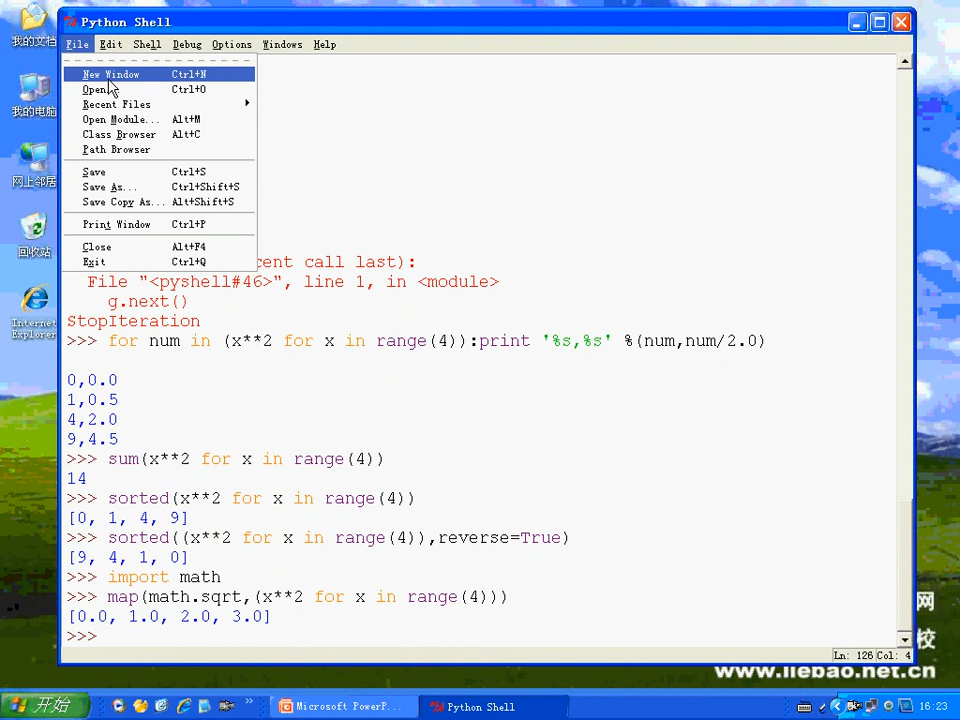 Python Shell
File Edit Shell Debug Options Windows Help
New Window Ctrl+N
Open... Ctrl+O
Recent Files
Open Module... Alt+M
Class Browser Alt+C
Path Browser
Save Ctrl+S
Save As... Ctrl+Shift+S
Save Copy As... Alt+Shift+S
Print Window Ctrl+P
Close Alt+F4
Exit Ctrl+Q
我的文档
我的电脑
网上邻居
回收站
Internet
Explorer
cent call last):
File "<pyshell#46>", line 1, in <module>
g.next()
StopIteration
>>> for num in (x**2 for x in range(4)):print '%s,%s' %(num,num/2.0)
0,0.0
1,0.5
4,2.0
9,4.5
>>> sum(x**2 for x in range(4))
14
>>> sorted(x**2 for x in range(4))
[0, 1, 4, 9]
>>> sorted((x**2 for x in range(4)),reverse=True)
[9, 4, 1, 0]
>>> import math
>>> map(math.sqrt,(x**2 for x in range(4)))
[0.0, 1.0, 2.0, 3.0]
>>>
Ln: 126 Col: 4
网
校
www.liebao.net.cn
开始
Microsoft PowerP...
Python Shell
16:23